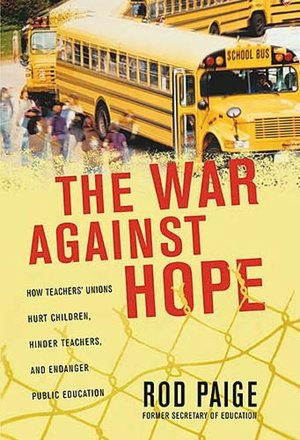 SCHOOL BUS
THE WAR
AGAINST
HOPE
HOW TEACHERS' UNIONS
HURT CHILDREN,
HINDER TEACHERS,
AND ENDANGER
PUBLIC EDUCATION
ROD PAIGE
FORMER SECRETARY OF EDUCATION